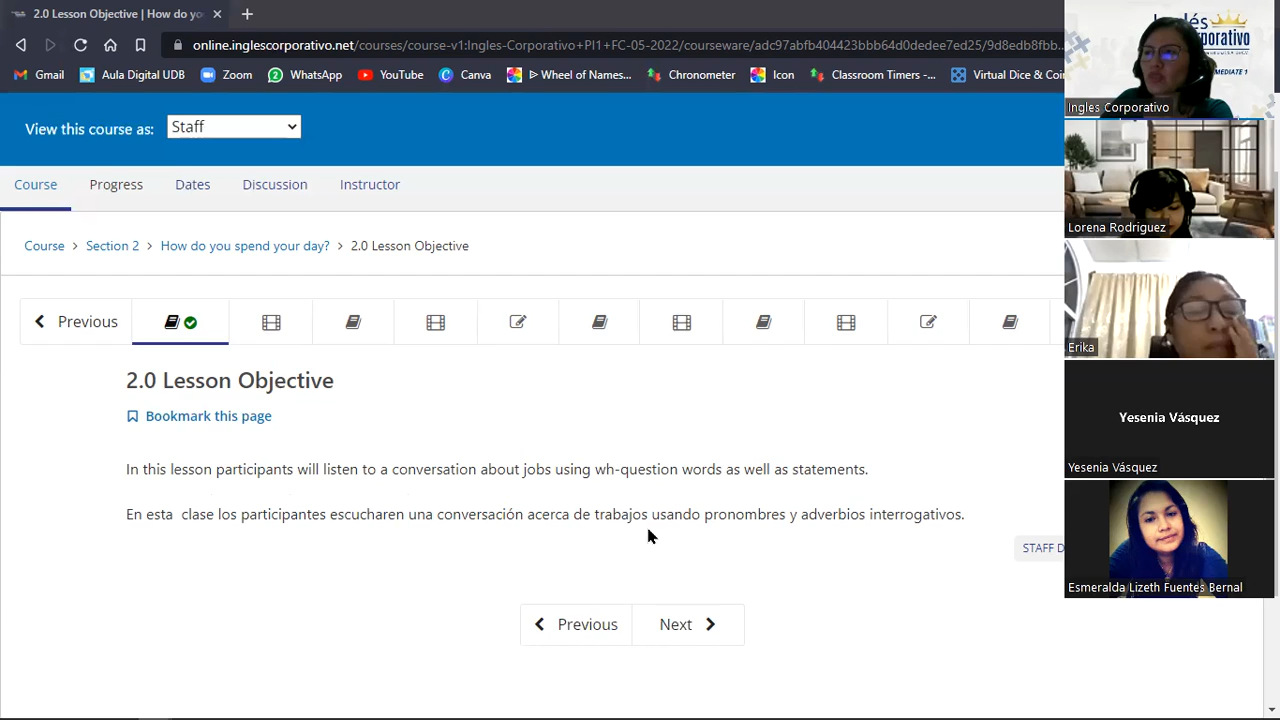 2.0 Lesson Objective | How do yo
online.inglescorporativo.net/courses/course-v1:Ingles-Corporativo+PI1+FC-05-2022/courseware/adc97abfb404423bbb64d0dedee7ed25/9d8edb8fbb...
Gmail Aula Digital UDB Zoom WhatsApp YouTube Canva ▷ Wheel of Names... Chronometer Icon Classroom Timers -... Virtual Dice & Coin
View this course as: Staff
Course Progress Dates Discussion Instructor
Course > Section 2 > How do you spend your day? > 2.0 Lesson Objective
Previous
2.0 Lesson Objective
Bookmark this page
In this lesson participants will listen to a conversation about jobs using wh-question words as well as statements.
En esta clase los participantes escucharen una conversación acerca de trabajos usando pronombres y adverbios interrogativos.
STAFF D
Previous Next
Inglés
rporativo
MEDIATE 1
Ingles Corporativo
Lorena Rodriguez
Erika
Yesenia Vásquez
Yesenia Vásquez
Esmeralda Lizeth Fuentes Bernal